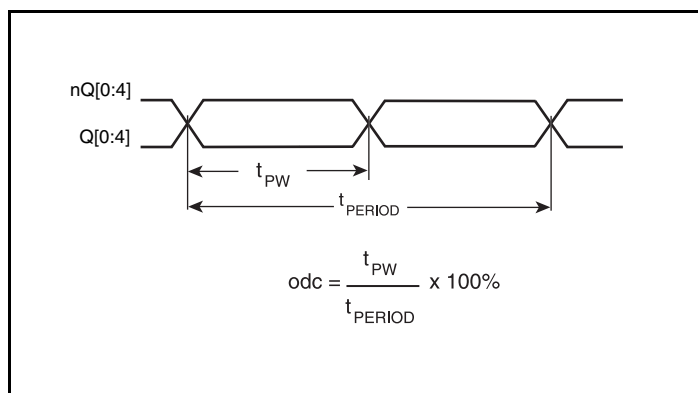 nQ[0:4]
Q[0:4]
tPW
tPERIOD
odc = tPW / tPERIOD x 100%